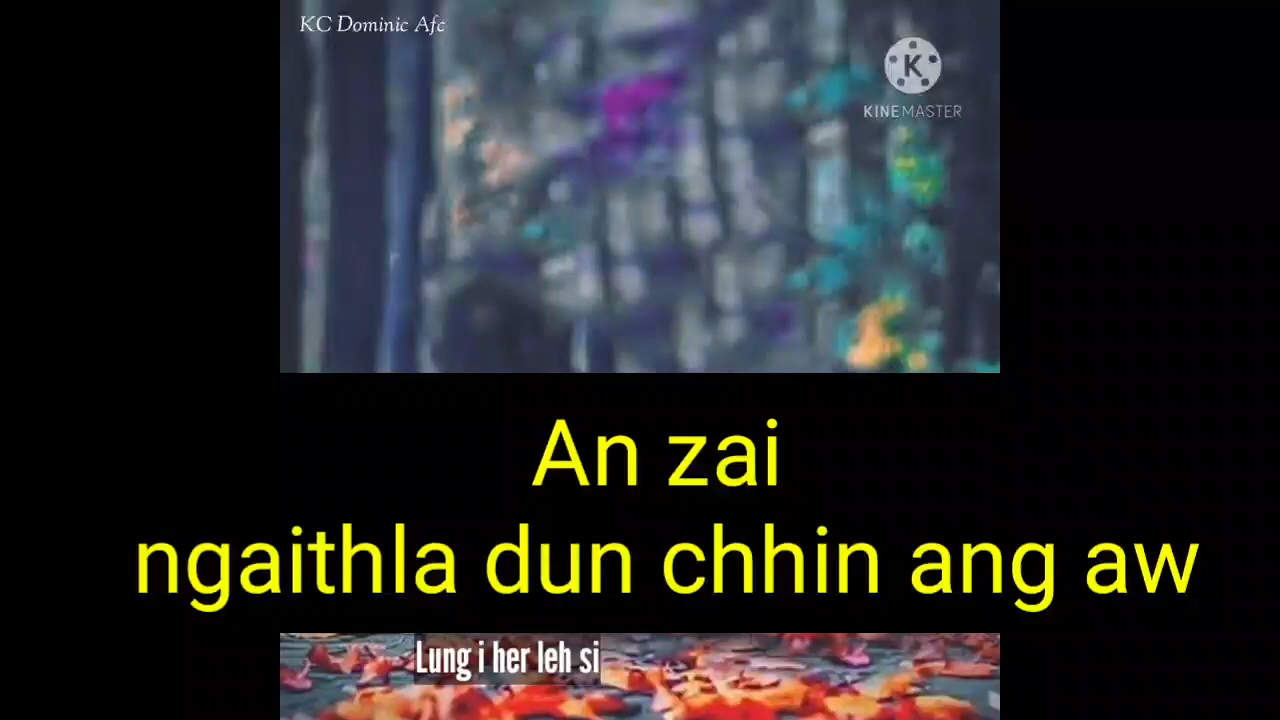 KC Dominic Afc
KINEMASTER
An zai
ngaithla dun chhin ang aw
Lung i her leh si